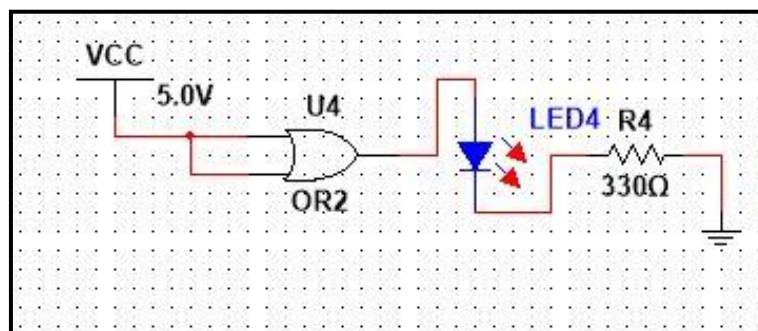 VCC
5.0V
U4
OR2
LED4
R4
330Ω